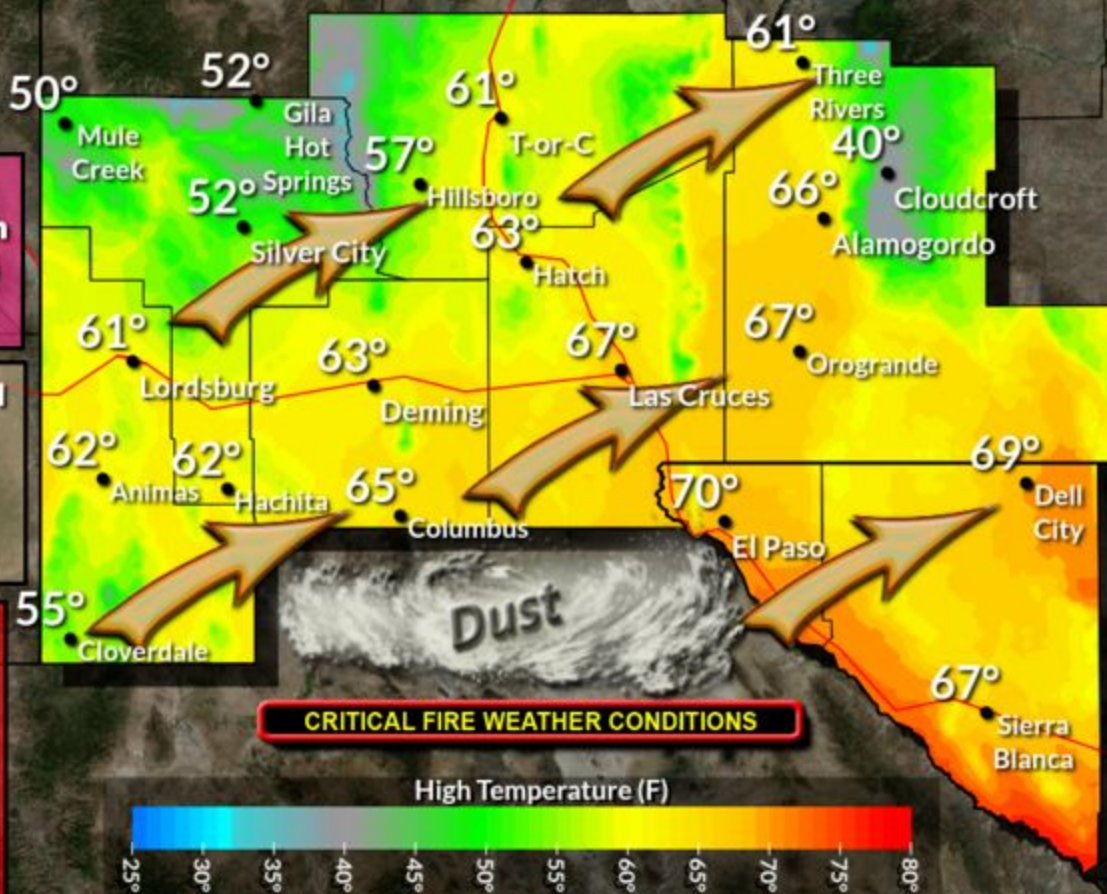 61°
52°
50°
61°
Three
Rivers
Gila
Hot
Springs
Mule
Creek
T-or-C
57°
40°
Hillsboro
Cloudcroft
52°
66°
Silver City
63°
Alamogordo
Hatch
61°
63°
67°
67°
Orogrande
Lordsburg
Deming
Las Cruces
62°
62°
65°
70°
69°
Animas
Hachita
Columbus
El Paso
Dell
City
55°
Cloverdale
Dust
67°
Sierra
Blanca
CRITICAL FIRE WEATHER CONDITIONS
High Temperature (F)
25° 30° 35° 40° 45° 50° 55° 60° 65° 70° 75° 80°